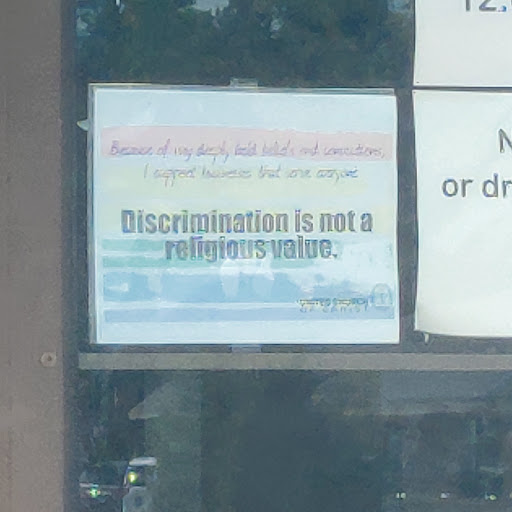 12.
Because of my deeply held beliefs and convictions,
I support businesses that serve everyone
Discrimination is not a
religious value.
UNITED CHURCH
OF CHRIST
N
or dr